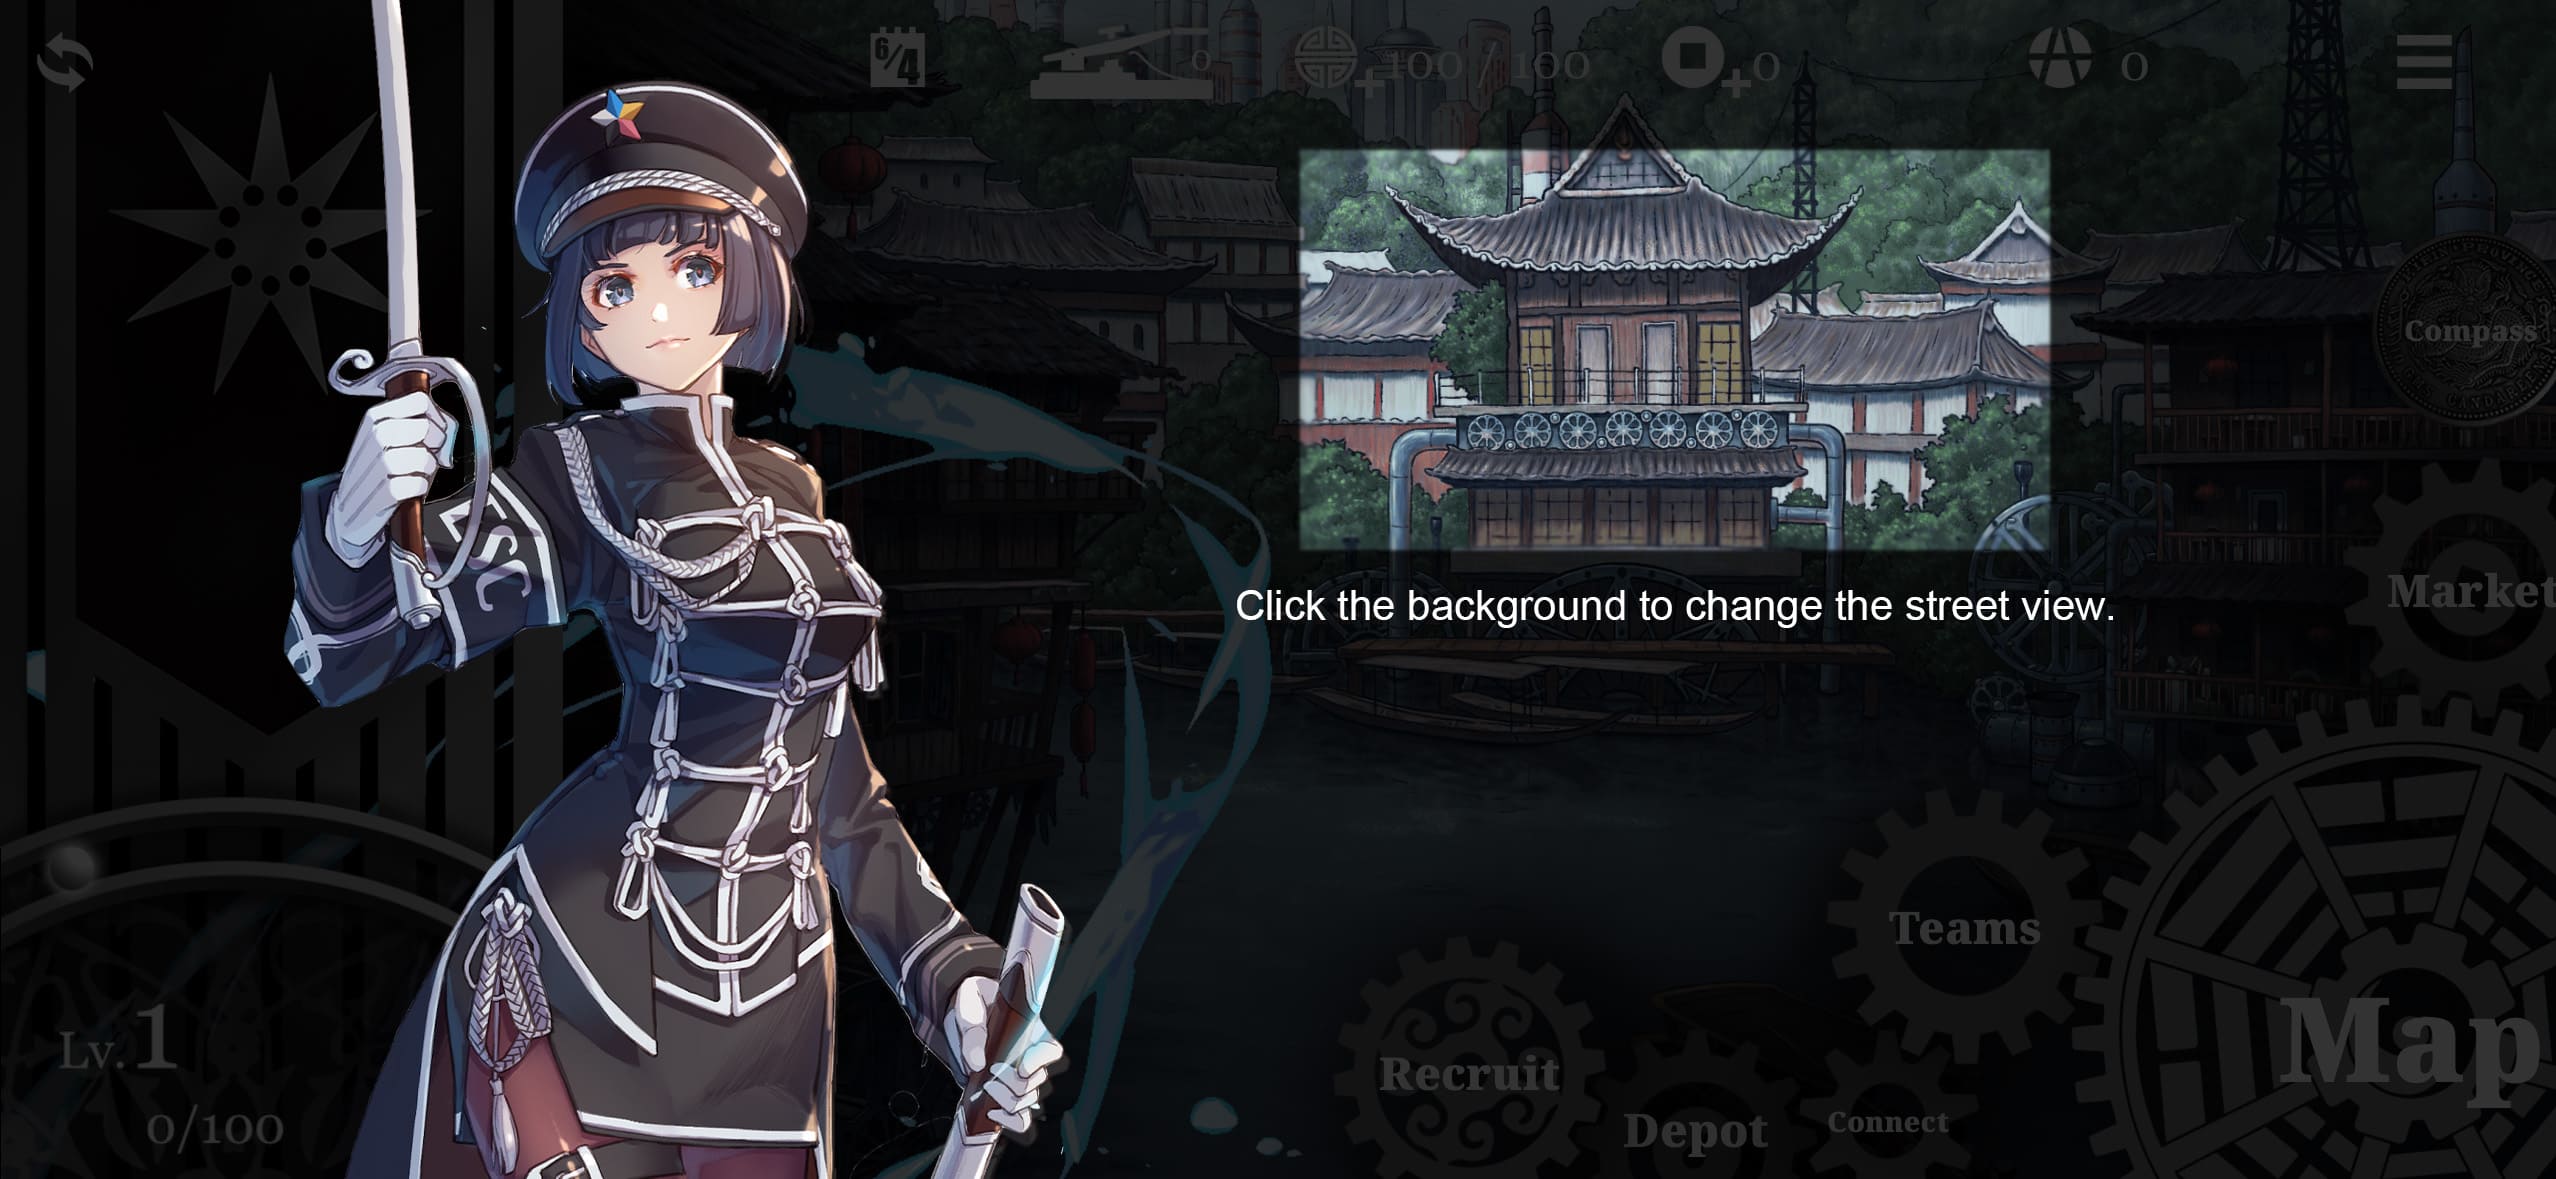 6/4
0
100 / 100
0
0
Compass
ESC
Click the background to change the street view.
Market
Teams
Map
Lv.1
0/100
Recruit
Depot
Connect